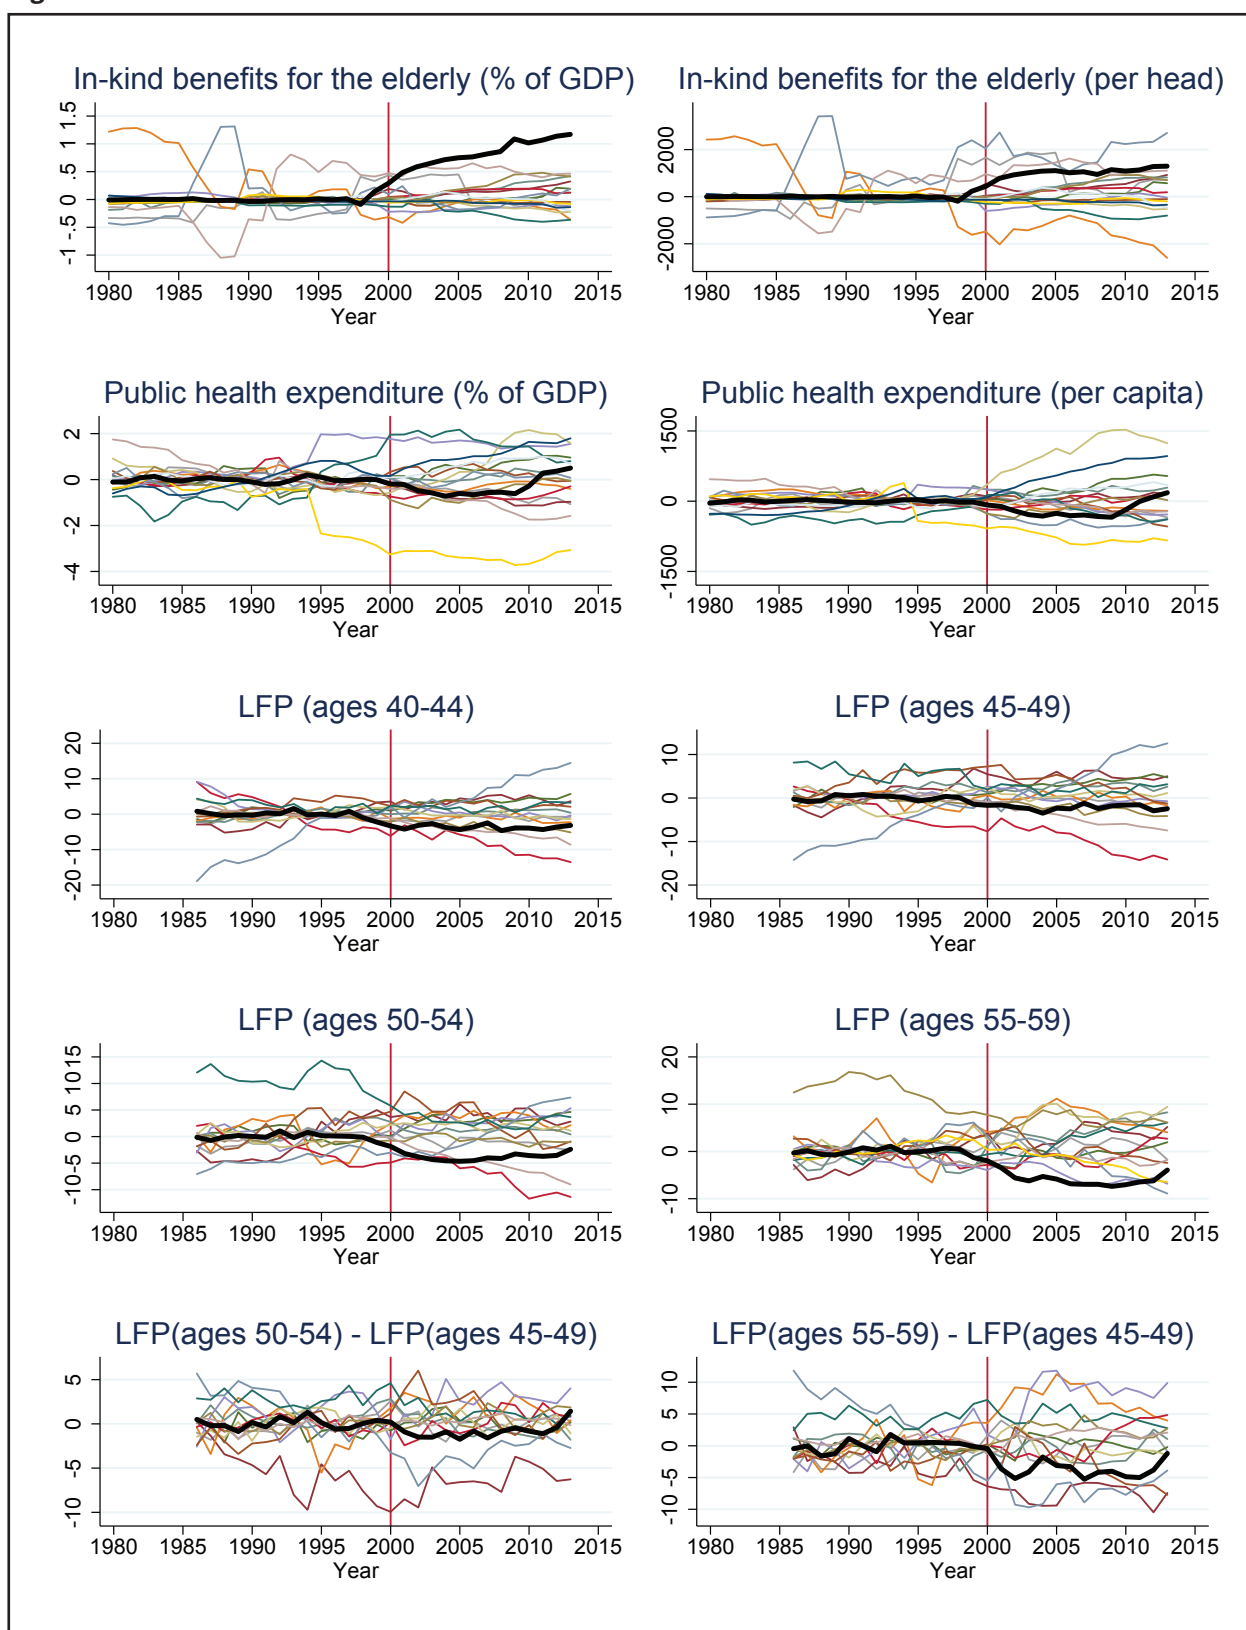 In-kind benefits for the elderly (% of GDP)
-1 -.5 0 .5 1 1.5
1980 1985 1990 1995 2000 2005 2010 2015
Year
In-kind benefits for the elderly (per head)
-2000 0 2000
1980 1985 1990 1995 2000 2005 2010 2015
Year
Public health expenditure (% of GDP)
-4 -2 0 2
1980 1985 1990 1995 2000 2005 2010 2015
Year
Public health expenditure (per capita)
-1500 0 1500
1980 1985 1990 1995 2000 2005 2010 2015
Year
LFP (ages 40-44)
-20 -10 0 10 20
1980 1985 1990 1995 2000 2005 2010 2015
Year
LFP (ages 45-49)
-20 -10 0 10
1980 1985 1990 1995 2000 2005 2010 2015
Year
LFP (ages 50-54)
-10 -5 0 5 10 15
1980 1985 1990 1995 2000 2005 2010 2015
Year
LFP (ages 55-59)
-10 0 10 20
1980 1985 1990 1995 2000 2005 2010 2015
Year
LFP(ages 50-54) - LFP(ages 45-49)
-10 -5 0 5
1980 1985 1990 1995 2000 2005 2010 2015
Year
LFP(ages 55-59) - LFP(ages 45-49)
-10 -5 0 5 10
1980 1985 1990 1995 2000 2005 2010 2015
Year